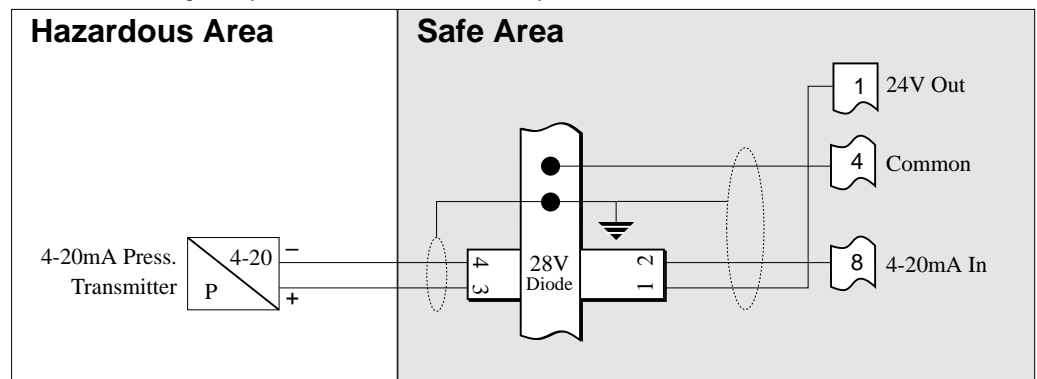 Hazardous Area
Safe Area
1 24V Out
4 Common
4-20mA Press.
Transmitter
4-20
P
–
+
4
3
28V
Diode
2
1
8 4-20mA In